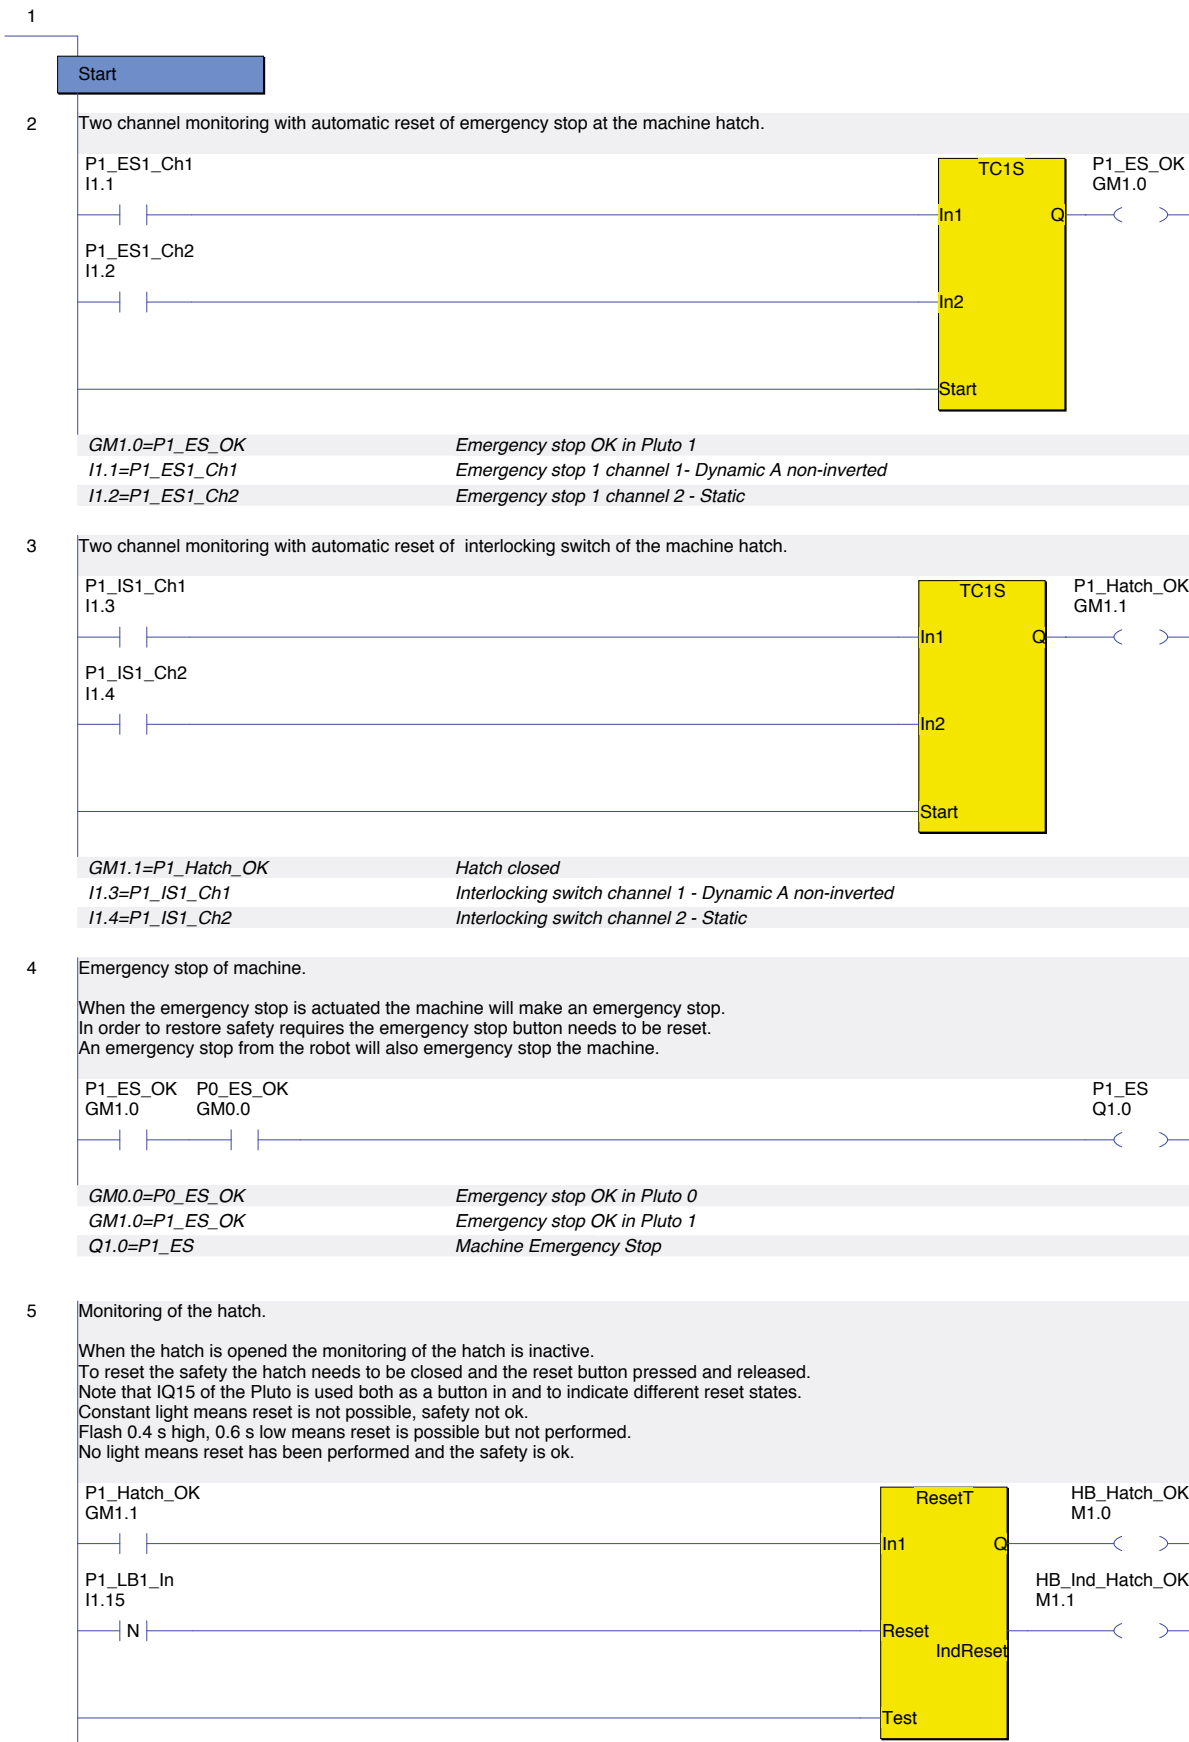 1
Start
2 Two channel monitoring with automatic reset of emergency stop at the machine hatch.
P1_ES1_Ch1 TC1S P1_ES_OK
I1.1 GM1.0
In1 Q
P1_ES1_Ch2
I1.2
In2
Start
GM1.0=P1_ES_OK Emergency stop OK in Pluto 1
I1.1=P1_ES1_Ch1 Emergency stop 1 channel 1- Dynamic A non-inverted
I1.2=P1_ES1_Ch2 Emergency stop 1 channel 2 - Static
3 Two channel monitoring with automatic reset of  interlocking switch of the machine hatch.
P1_IS1_Ch1 TC1S P1_Hatch_OK
I1.3 GM1.1
In1 Q
P1_IS1_Ch2
I1.4
In2
Start
GM1.1=P1_Hatch_OK Hatch closed
I1.3=P1_IS1_Ch1 Interlocking switch channel 1 - Dynamic A non-inverted
I1.4=P1_IS1_Ch2 Interlocking switch channel 2 - Static
4 Emergency stop of machine.
When the emergency stop is actuated the machine will make an emergency stop.
In order to restore safety requires the emergency stop button needs to be reset.
An emergency stop from the robot will also emergency stop the machine.
P1_ES_OK P0_ES_OK P1_ES
GM1.0 GM0.0 Q1.0
GM0.0=P0_ES_OK Emergency stop OK in Pluto 0
GM1.0=P1_ES_OK Emergency stop OK in Pluto 1
Q1.0=P1_ES Machine Emergency Stop
5 Monitoring of the hatch.
When the hatch is opened the monitoring of the hatch is inactive.
To reset the safety the hatch needs to be closed and the reset button pressed and released.
Note that IQ15 of the Pluto is used both as a button in and to indicate different reset states.
Constant light means reset is not possible, safety not ok.
Flash 0.4 s high, 0.6 s low means reset is possible but not performed.
No light means reset has been performed and the safety is ok.
P1_Hatch_OK ResetT HB_Hatch_OK
GM1.1 M1.0
In1 Q
P1_LB1_In HB_Ind_Hatch_OK
I1.15 M1.1
N Reset
IndReset
Test